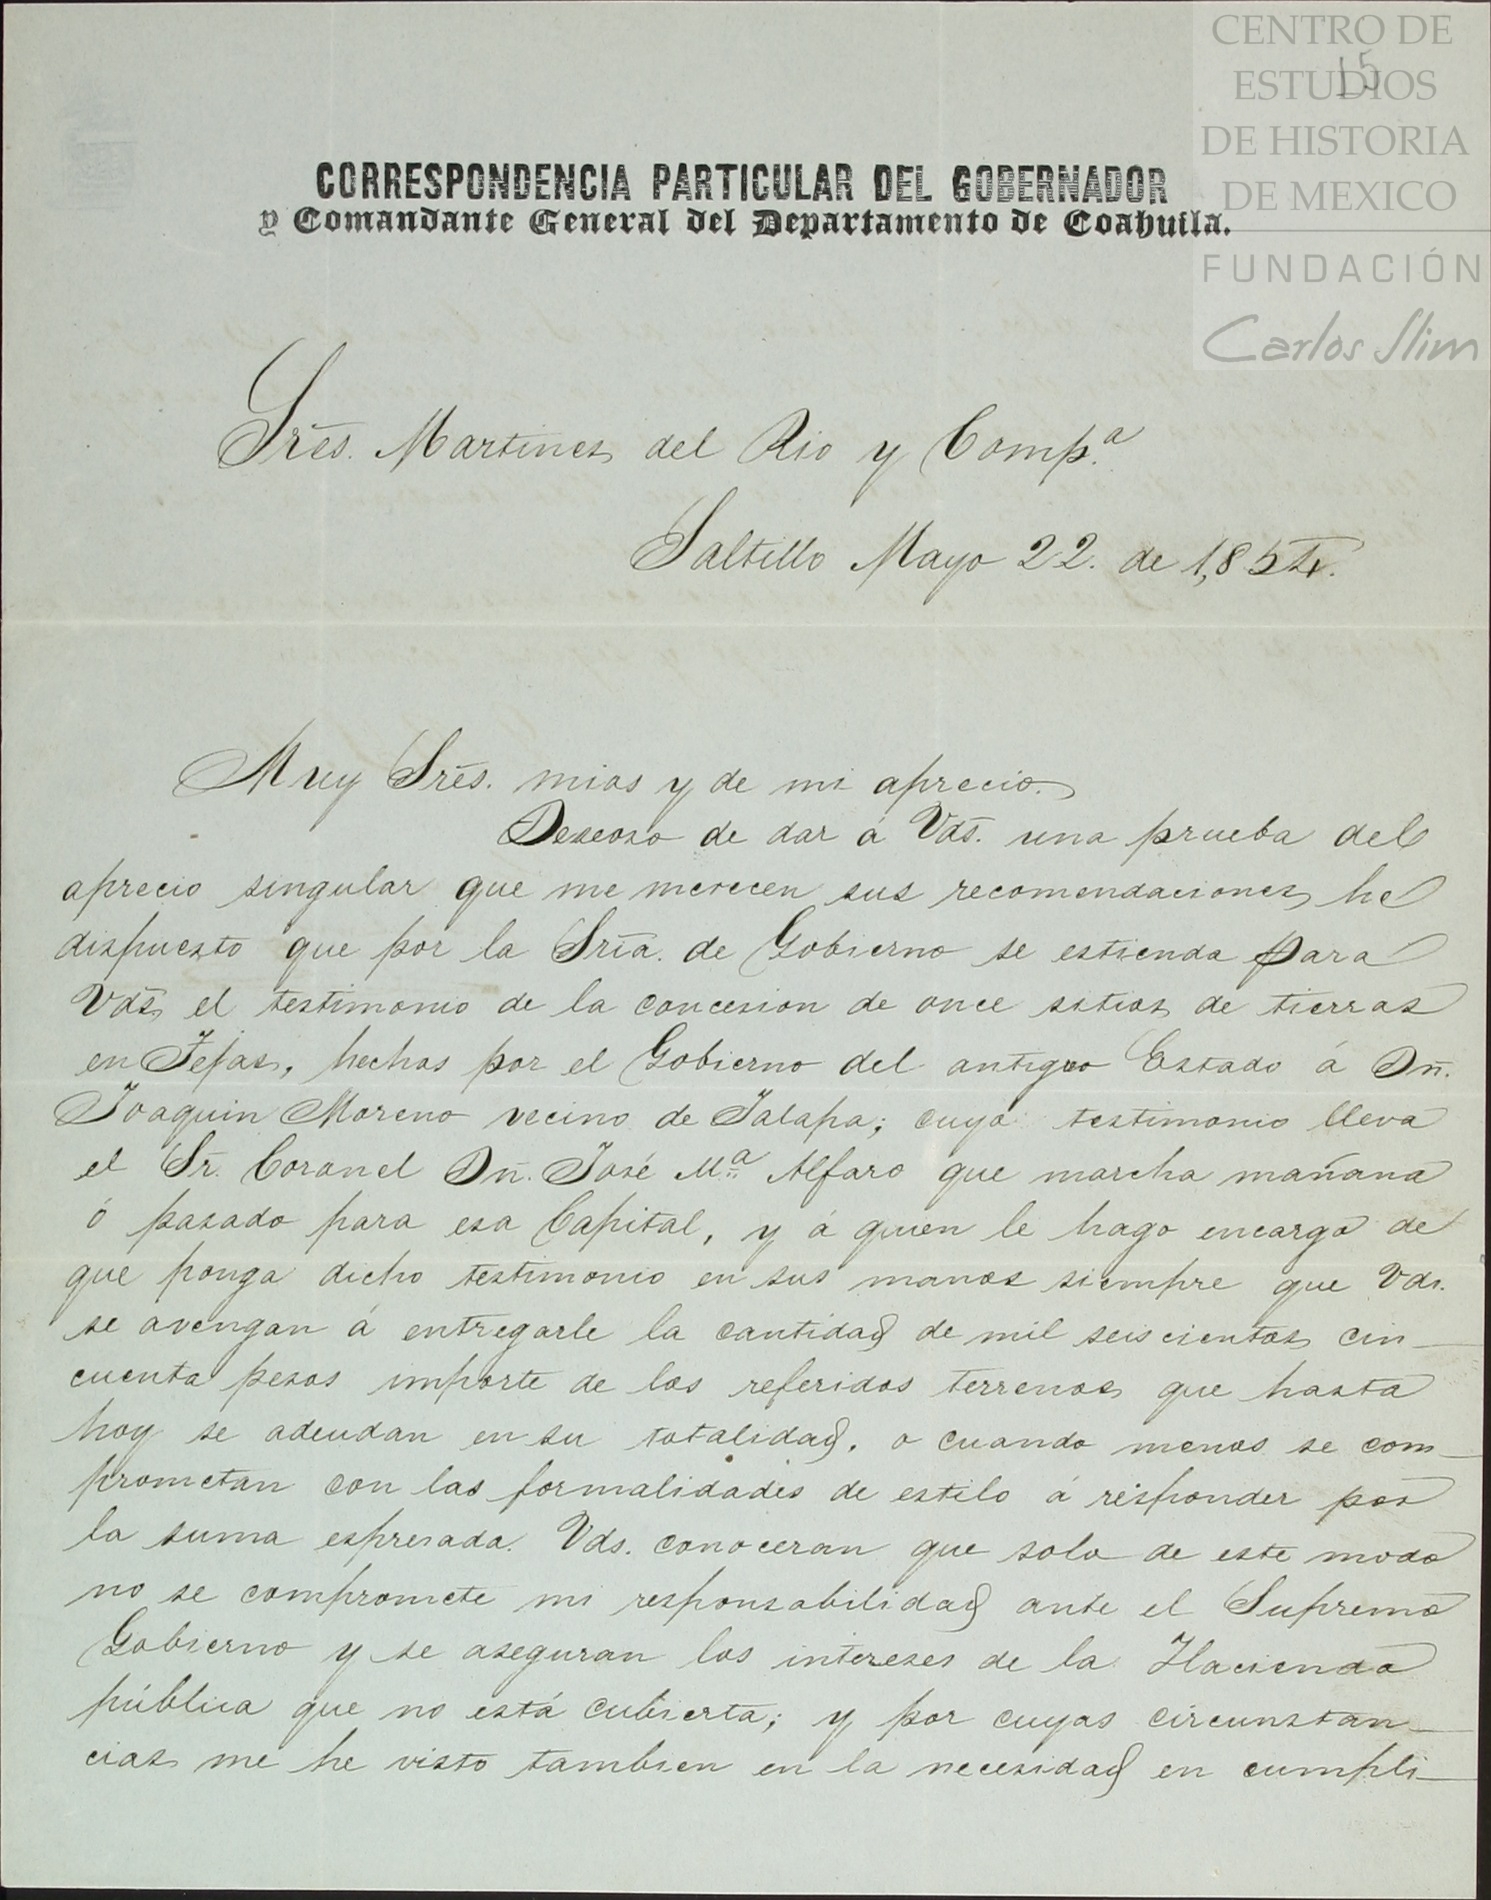 CENTRO DE
ESTUDIOS
DE HISTORIA
DE MEXICO
FUNDACIÓN
Carlos Slim
15
CORRESPONDENCIA PARTICULAR DEL GOBERNADOR
y Comandante General del Departamento de Coahuila.
Sres. Martines del Rio y Compª.
Saltillo Mayo 22. de 1,854.
Muy Sres. mios y de mi aprecio.
Deseoso de dar á Vds. una prueba del
aprecio singular que me merecen sus recomendaciones he
dispuesto que por la Sria. de Gobierno se estienda para
Vds. el testimonio de la concesion de once sitios de tierras
en Tejas, hechos por el Gobierno del antiguo Estado á Dn.
Joaquin Moreno vecino de Jalapa; cuyo testimonio lleva
el Sr. Coronel Dn. José Mª Alfaro que marcha mañana
ó pasado para esa Capital, y á quien le hago encargo de
que ponga dicho testimonio en sus manos siempre que Vds.
se avengan á entregarle la cantidad de mil seiscientos cin-
cuenta pesos importe de los referidos terrenos que hasta
hoy se adeudan en su totalidad, o cuando menos se com-
prometan con las formalidades de estilo á responder por
la suma espresada. Vds. conoceran que solo de este modo
no se compromete mi responsabilidad ante el Supremo
Gobierno y se aseguran los intereses de la Hacienda
pública que no está cubierta; y por cuyas circunstan-
cias me he visto tambien en la necesidad en cumpli-